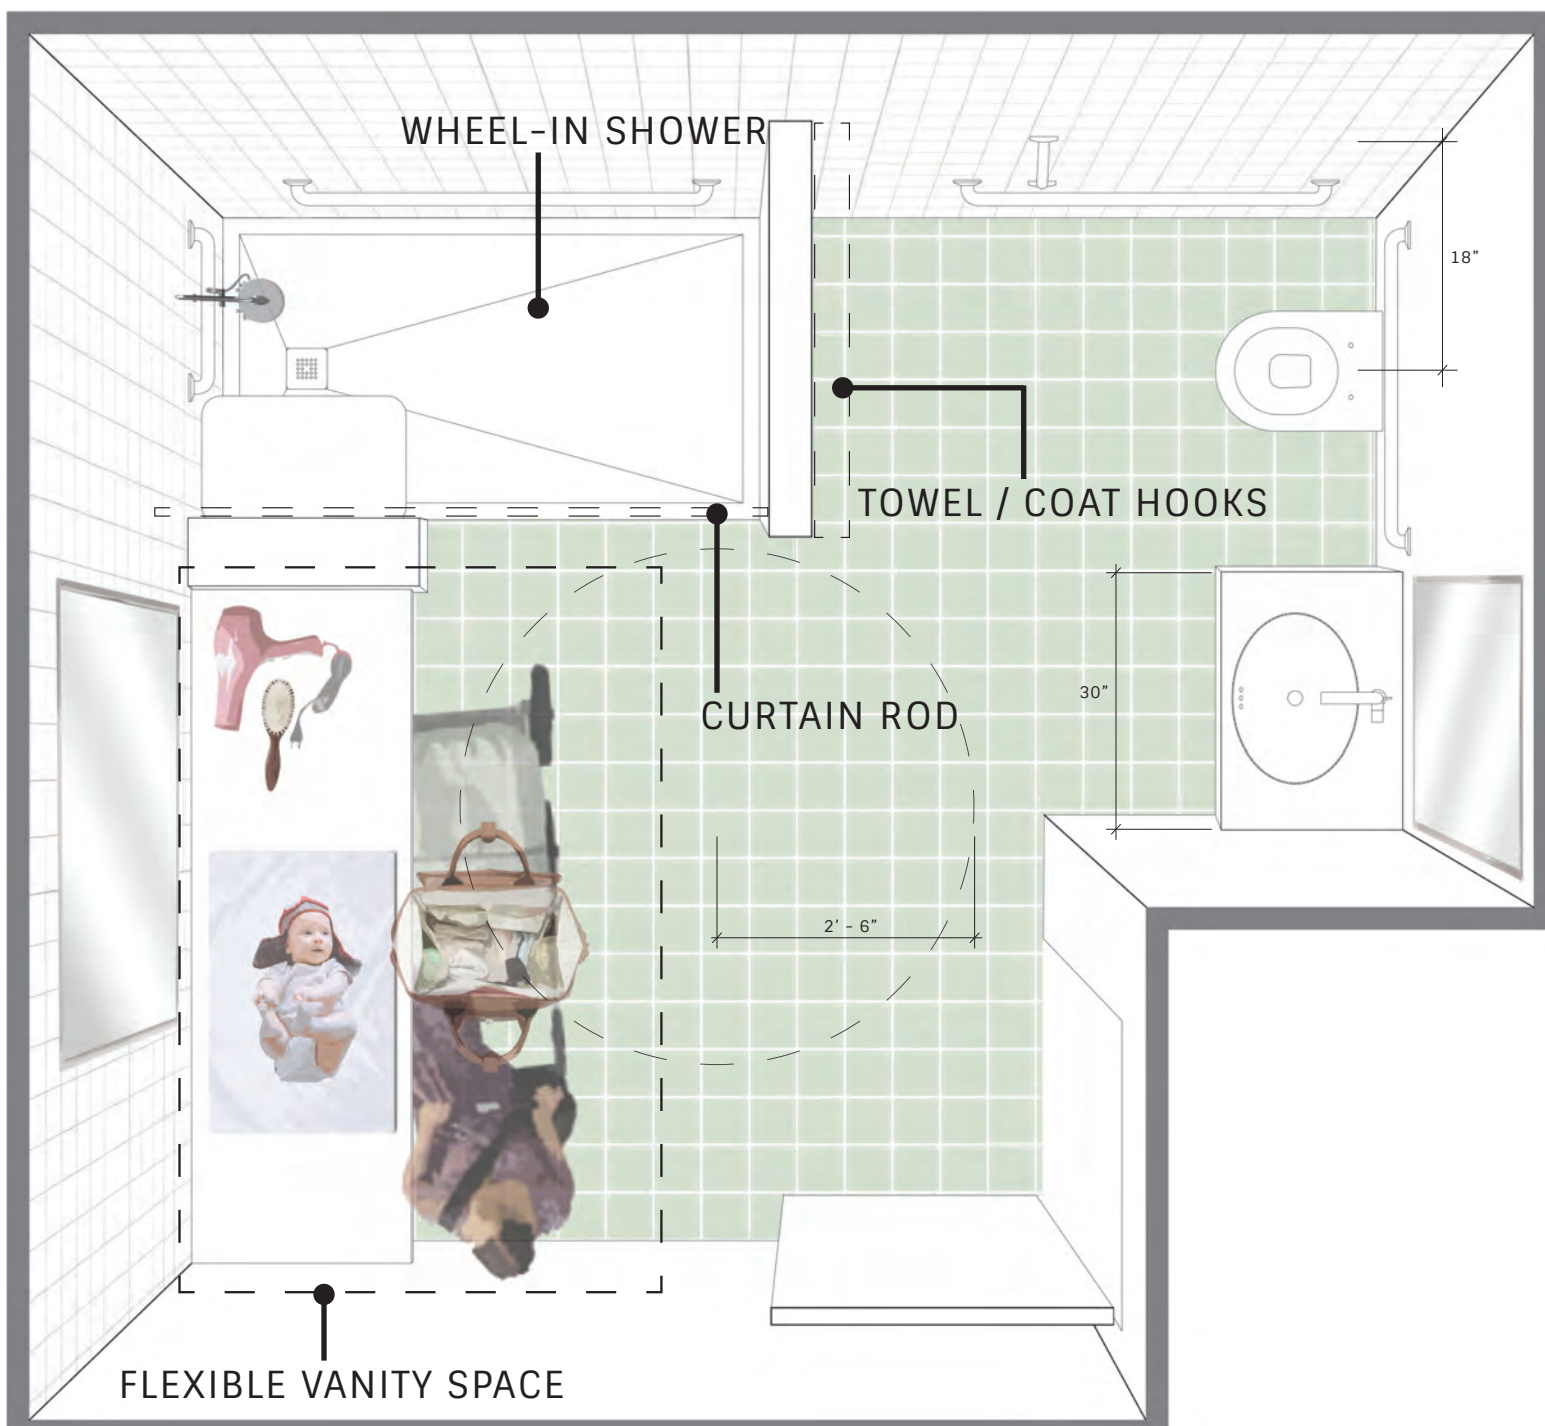 WHEEL-IN SHOWER
18”
TOWEL / COAT HOOKS
30”
CURTAIN ROD
2’ - 6”
FLEXIBLE VANITY SPACE